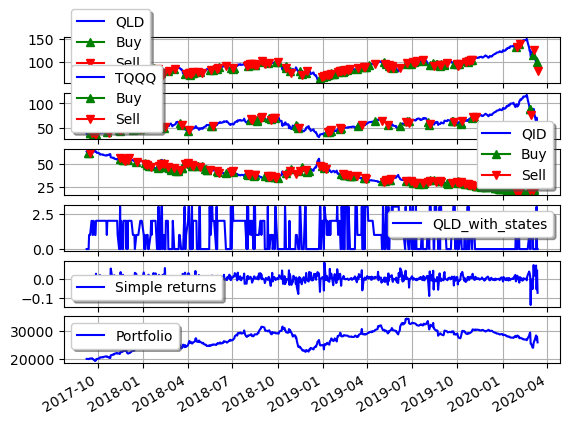 QLD
Buy
Sell
150
100
TQQQ
Buy
Sell
100
50
QID
Buy
Sell
50
25
2.5
0.0
QLD_with_states
0.0
−0.1
Simple returns
30000
20000
Portfolio
2017-10
2018-01
2018-04
2018-07
2018-10
2019-01
2019-04
2019-07
2019-10
2020-01
2020-04